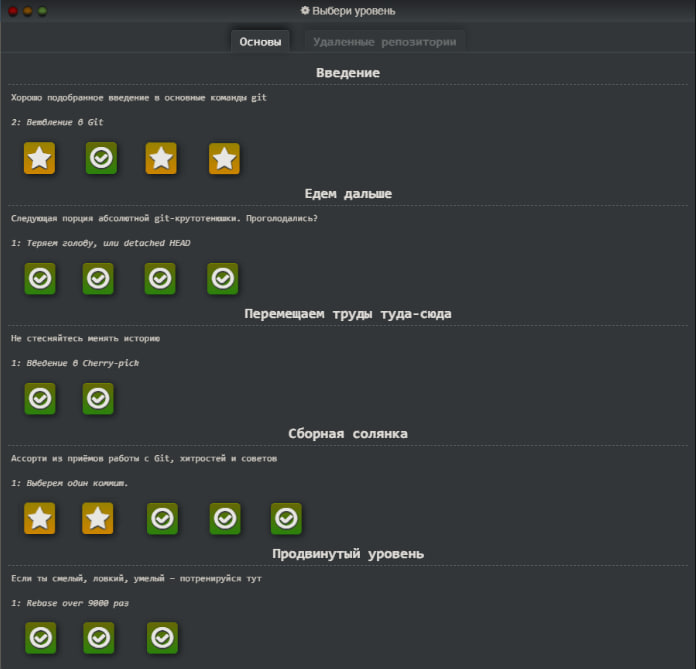 Выбери уровень
Основы
Удаленные репозитории
Введение
Хорошо подобранное введение в основные команды git
2: Ветвление в Git
Едем дальше
Следующая порция абсолютной git-крутотенюшки. Проголодались?
1: Теряем голову, или detached HEAD
Перемещаем труды туда-сюда
Не стесняйтесь менять историю
1: Введение в Cherry-pick
Сборная солянка
Ассорти из приёмов работы с Git, хитростей и советов
1: Выберем один коммит.
Продвинутый уровень
Если ты смелый, ловкий, умелый — потренируйся тут
1: Rebase over 9000 раз